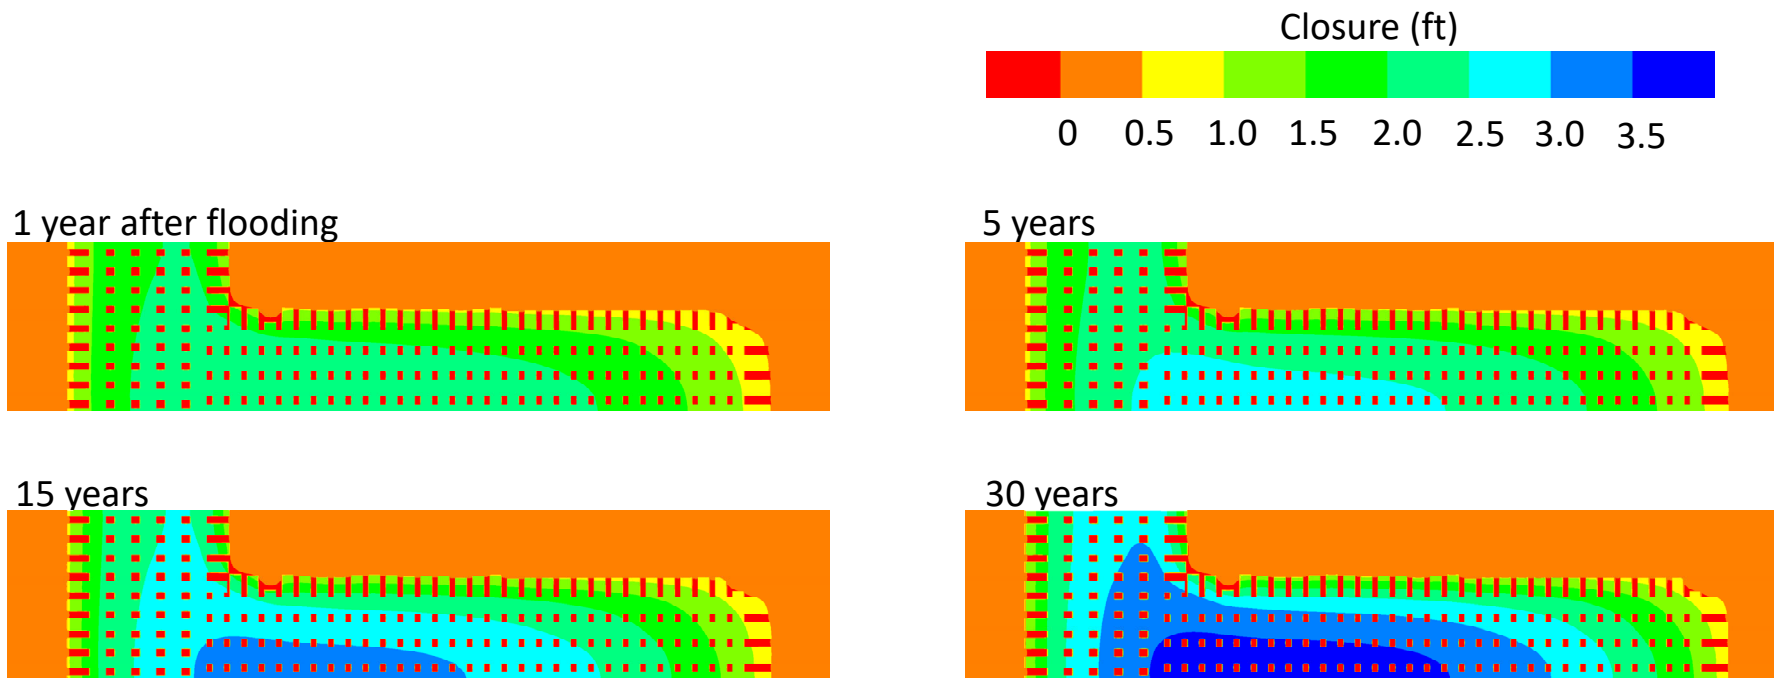 Closure (ft)
0 0.5 1.0 1.5 2.0 2.5 3.0 3.5
1 year after flooding
5 years
15 years
30 years